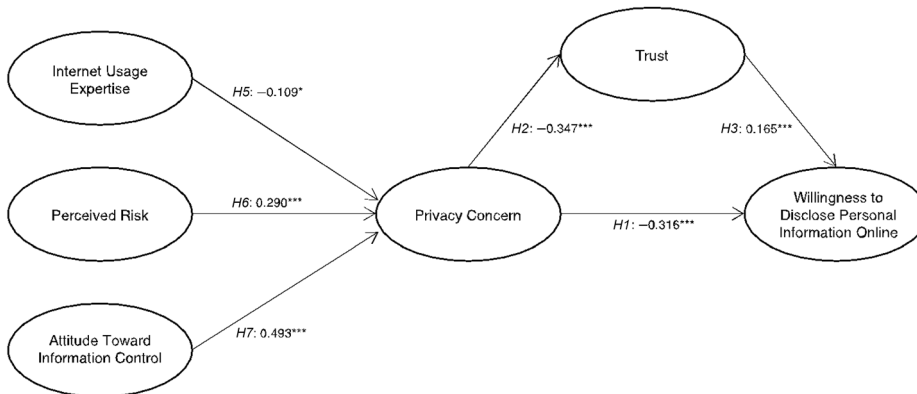 Internet Usage
Expertise
Trust
H5: −0.109*
H2: −0.347***
H3: 0.165***
Perceived Risk
H6: 0.290***
Privacy Concern
H1: −0.316***
Willingness to
Disclose Personal
Information Online
Attitude Toward
Information Control
H7: 0.493***